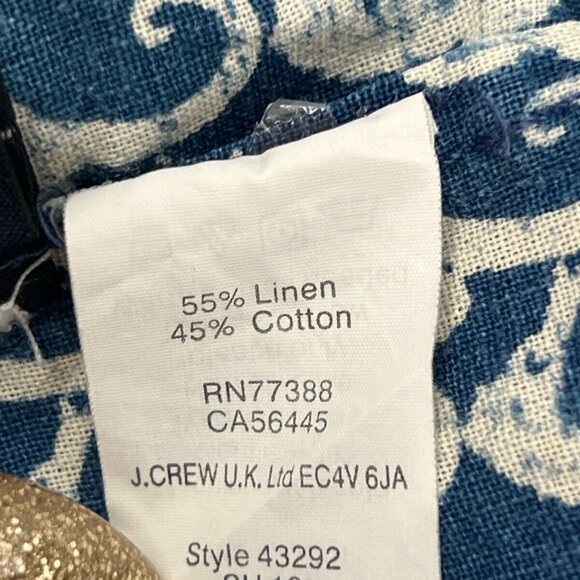 55% Linen
45% Cotton
RN77388
CA56445
J.CREW U.K. Ltd EC4V 6JA
Style 43292